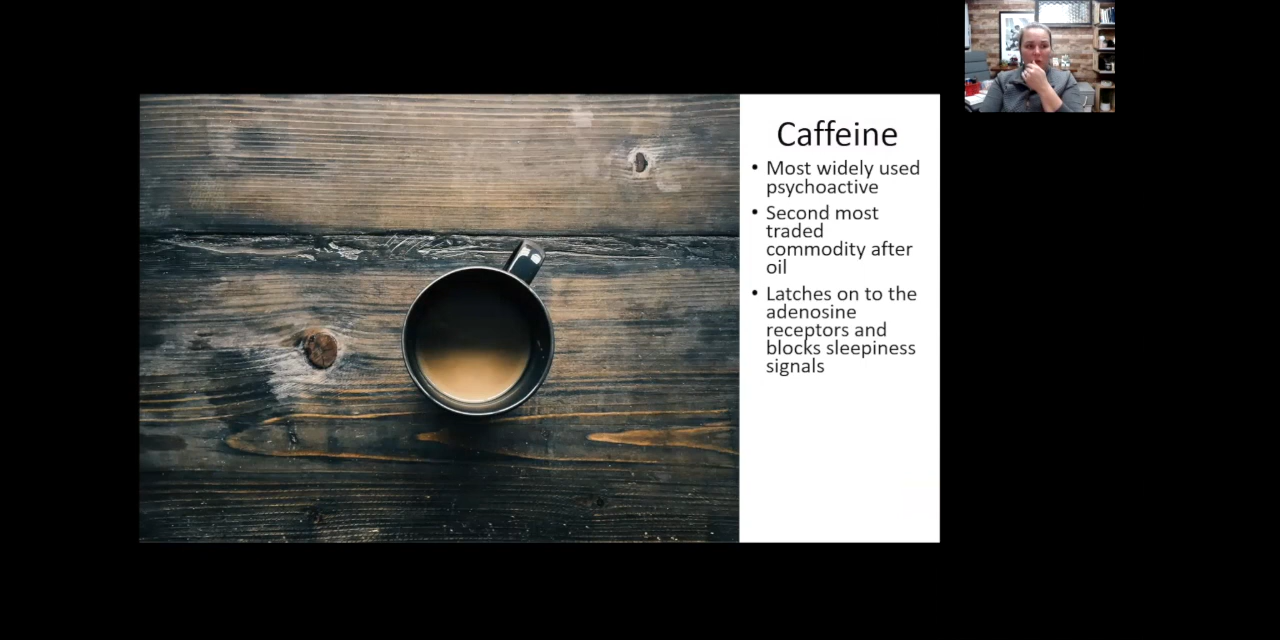 Caffeine
• Most widely used
psychoactive
• Second most
traded
commodity after
oil
• Latches on to the
adenosine
receptors and
blocks sleepiness
signals